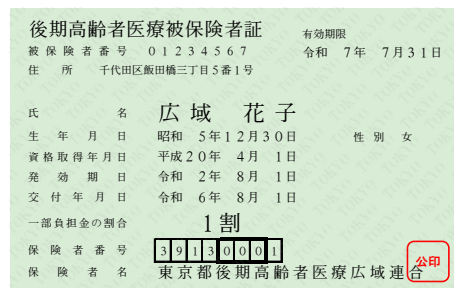 後期高齢者医療被保険者証
有効期限
被保険者番号 01234567
令和 7年 7月31日
住所 千代田区飯田橋三丁目5番1号
氏名 広域 花子
生年月日 昭和 5年12月30日 性別 女
資格取得年月日 平成20年 4月 1日
発効期日 令和 2年 8月 1日
交付年月日 令和 6年 8月 1日
一部負担金の割合 1割
保険者番号 39130001
公印
保険者名 東京都後期高齢者医療広域連合